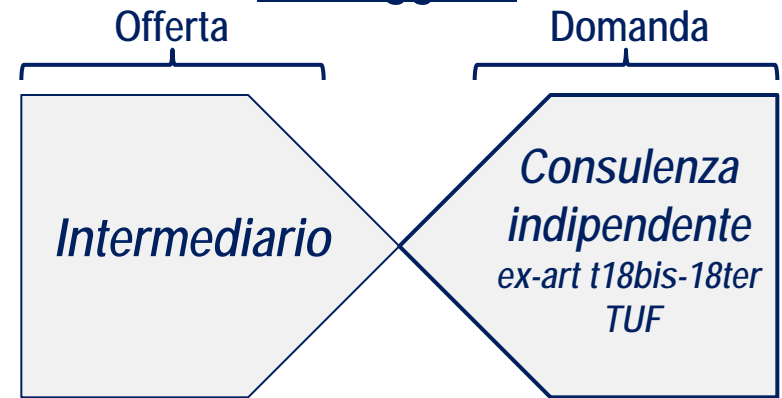 Offerta
Domanda
Intermediario
Consulenza
indipendente
ex-art t18bis-18ter
TUF